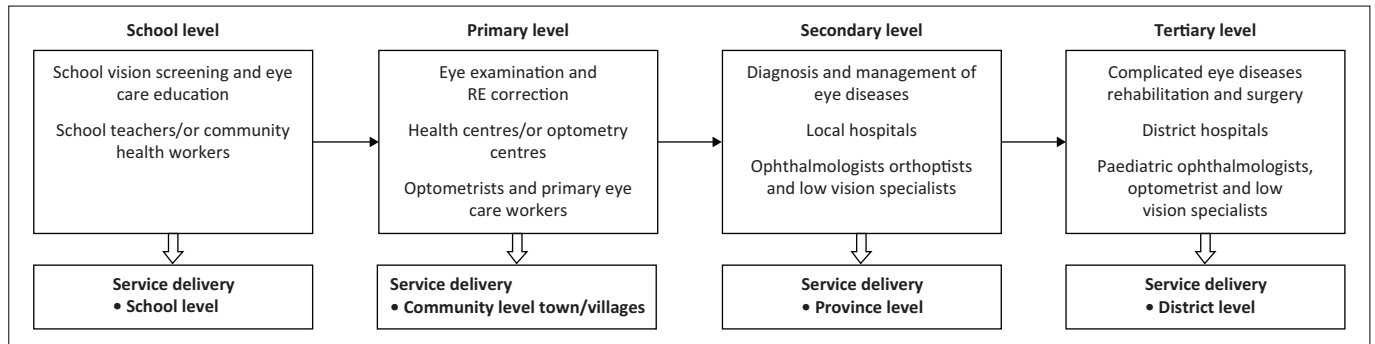 School level
School vision screening and eye
care education
School teachers/or community
health workers
Service delivery
• School level
Primary level
Eye examination and
RE correction
Health centres/or optometry
centres
Optometrists and primary eye
care workers
Service delivery
• Community level town/villages
Secondary level
Diagnosis and management of
eye diseases
Local hospitals
Ophthalmologists orthoptists
and low vision specialists
Service delivery
• Province level
Tertiary level
Complicated eye diseases
rehabilitation and surgery
District hospitals
Paediatric ophthalmologists,
optometrist and low
vision specialists
Service delivery
• District level